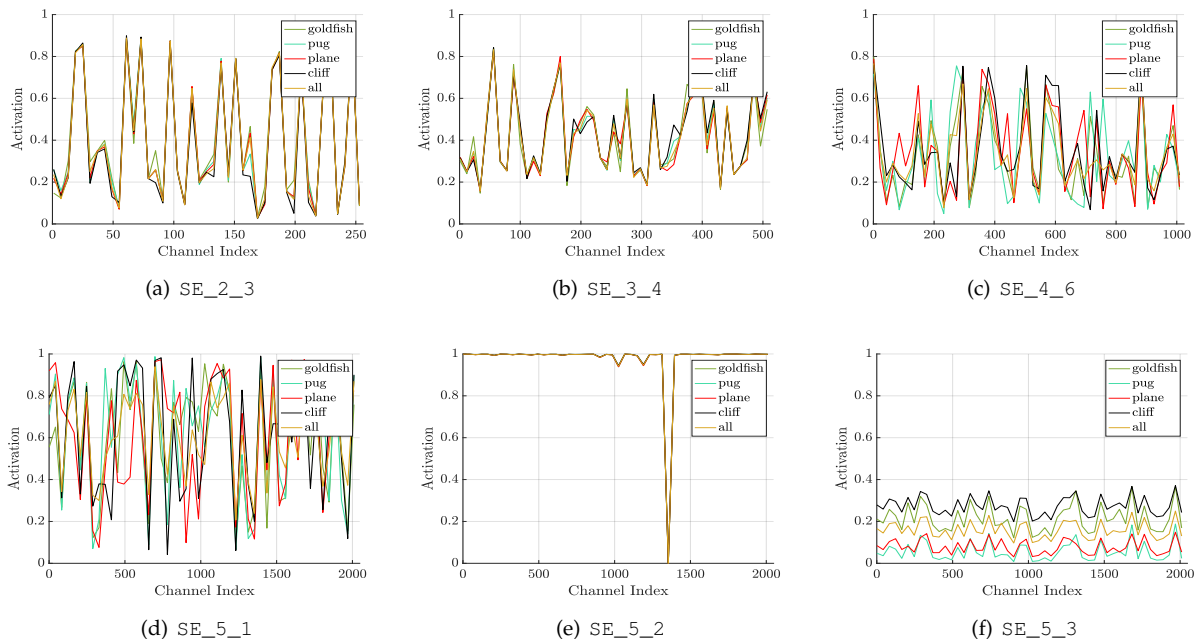 1
0.8
0.6
0.4
0.2
0
Activation
0 50 100 150 200 250
Channel Index
goldfish
pug
plane
cliff
all
(a) SE_2_3
1
0.8
0.6
0.4
0.2
0
Activation
0 100 200 300 400 500
Channel Index
goldfish
pug
plane
cliff
all
(b) SE_3_4
1
0.8
0.6
0.4
0.2
0
Activation
0 200 400 600 800 1000
Channel Index
goldfish
pug
plane
cliff
all
(c) SE_4_6
1
0.8
0.6
0.4
0.2
0
Activation
0 500 1000 1500 2000
Channel Index
goldfish
pug
plane
cliff
all
(d) SE_5_1
1
0.8
0.6
0.4
0.2
0
Activation
0 500 1000 1500 2000
Channel Index
goldfish
pug
plane
cliff
all
(e) SE_5_2
1
0.8
0.6
0.4
0.2
0
Activation
0 500 1000 1500 2000
Channel Index
goldfish
pug
plane
cliff
all
(f) SE_5_3